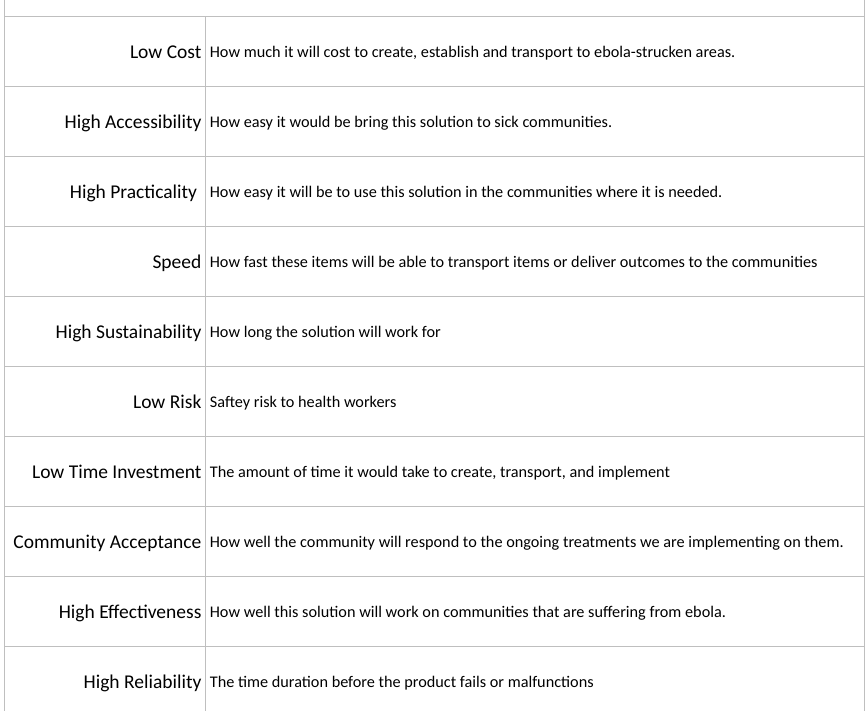 Low Cost How much it will cost to create, establish and transport to ebola-strucken areas.
High Accessibility How easy it would be bring this solution to sick communities.
High Practicality How easy it will be to use this solution in the communities where it is needed.
Speed How fast these items will be able to transport items or deliver outcomes to the communities
High Sustainability How long the solution will work for
Low Risk Saftey risk to health workers
Low Time Investment The amount of time it would take to create, transport, and implement
Community Acceptance How well the community will respond to the ongoing treatments we are implementing on them.
High Effectiveness How well this solution will work on communities that are suffering from ebola.
High Reliability The time duration before the product fails or malfunctions